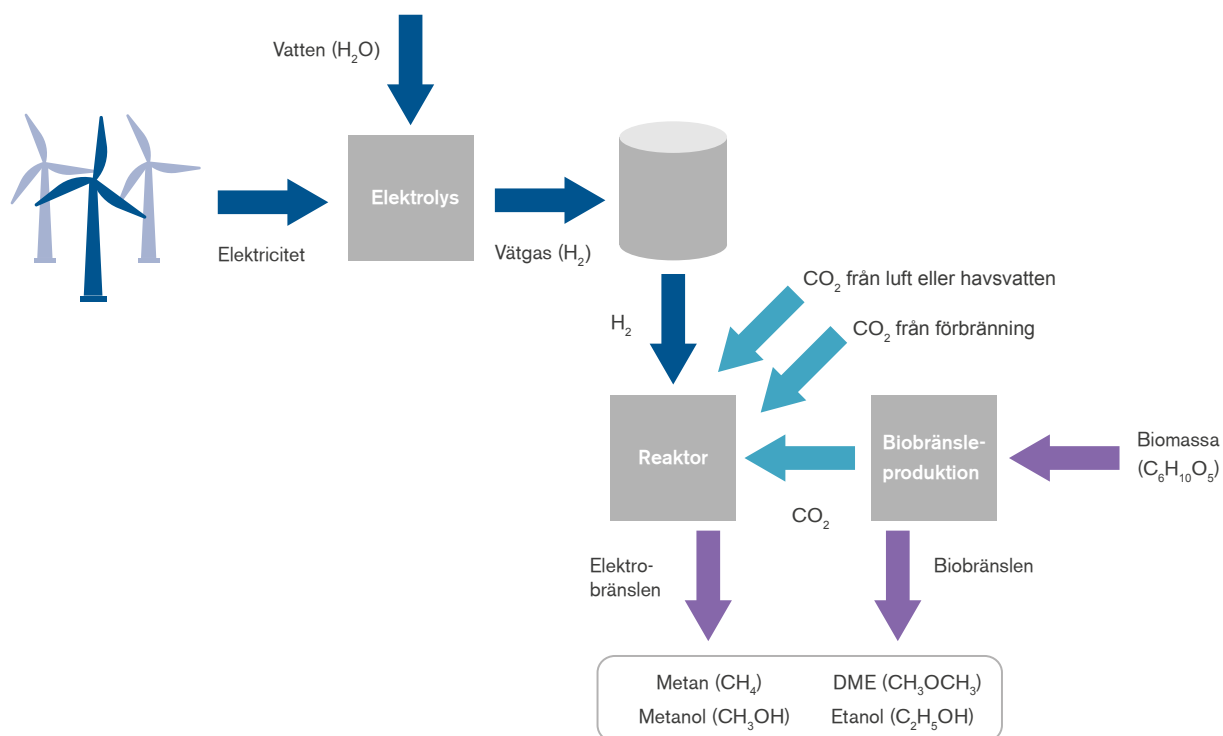 Vatten (H₂O)
Elektrolys
Elektricitet
Vätgas (H₂)
CO₂ från luft eller havsvatten
H₂
CO₂ från förbränning
Reaktor
Biobränsle-
produktion
Biomassa
(C₆H₁₀O₅)
CO₂
Elektro-
bränslen
Biobränslen
Metan (CH₄)
DME (CH₃OCH₃)
Metanol (CH₃OH)
Etanol (C₂H₅OH)